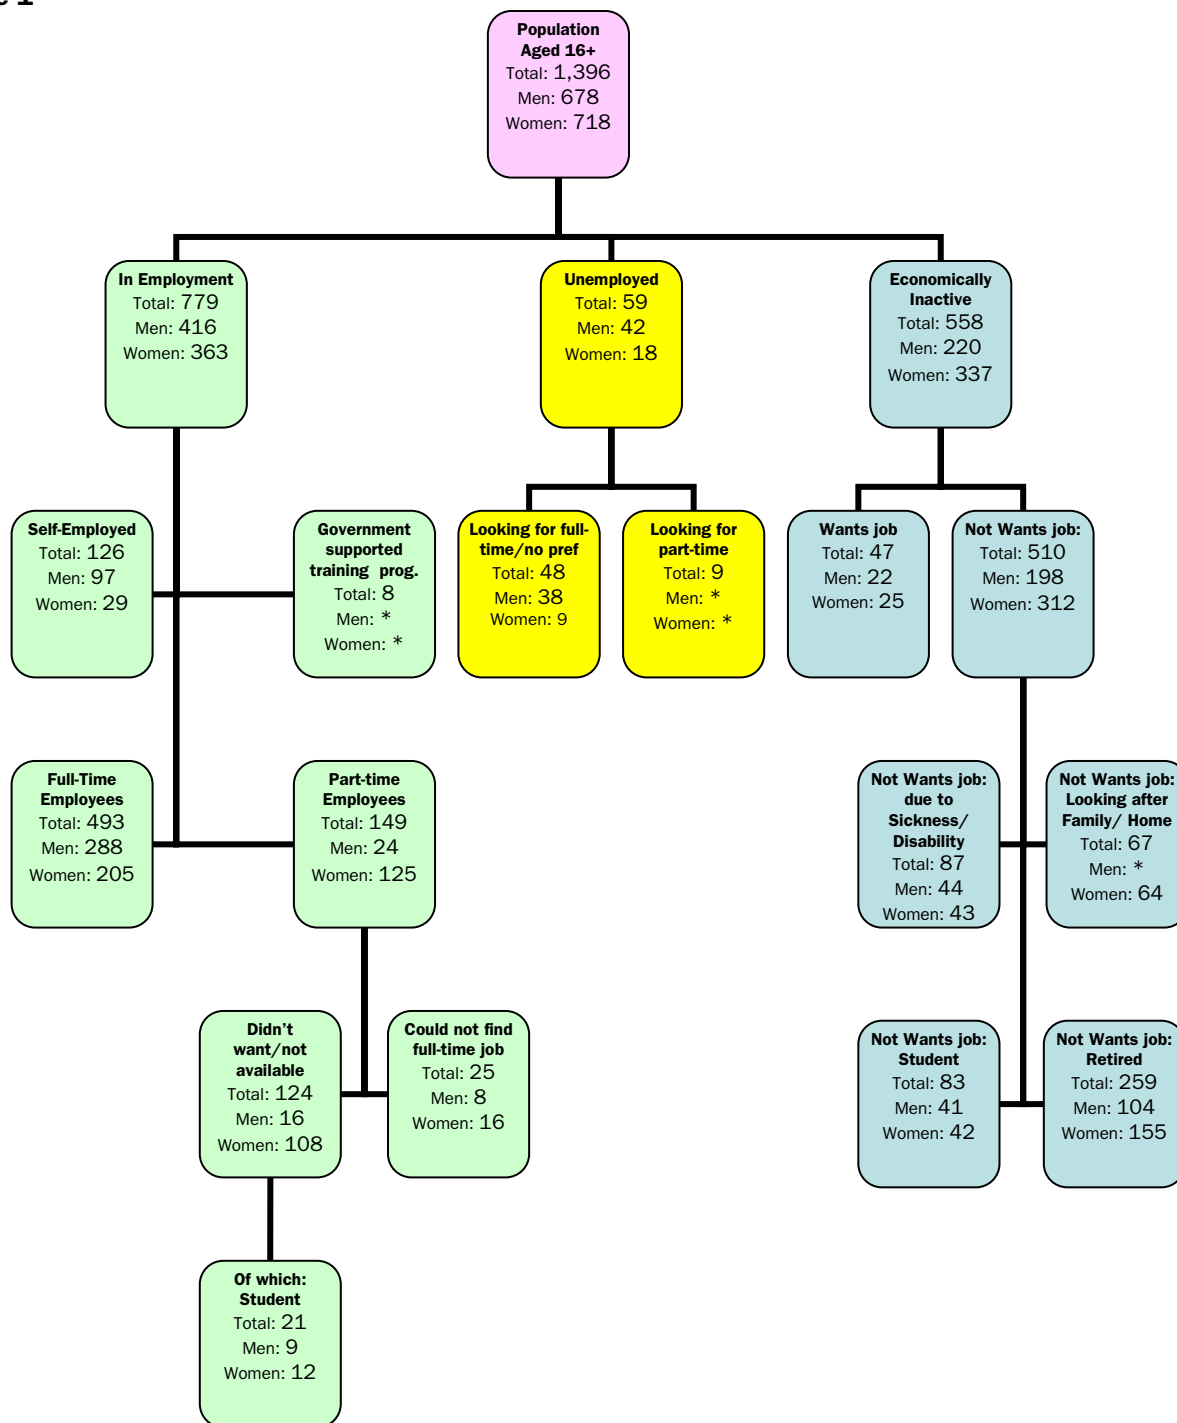 Population
Aged 16+
Total: 1,396
Men: 678
Women: 718
In Employment
Total: 779
Men: 416
Women: 363
Unemployed
Total: 59
Men: 42
Women: 18
Economically
Inactive
Total: 558
Men: 220
Women: 337
Self-Employed
Total: 126
Men: 97
Women: 29
Government
supported
training prog.
Total: 8
Men: *
Women: *
Looking for full-
time/no pref
Total: 48
Men: 38
Women: 9
Looking for
part-time
Total: 9
Men: *
Women: *
Wants job
Total: 47
Men: 22
Women: 25
Not Wants job:
Total: 510
Men: 198
Women: 312
Full-Time
Employees
Total: 493
Men: 288
Women: 205
Part-time
Employees
Total: 149
Men: 24
Women: 125
Not Wants job:
due to
Sickness/
Disability
Total: 87
Men: 44
Women: 43
Not Wants job:
Looking after
Family/ Home
Total: 67
Men: *
Women: 64
Didn't
want/not
available
Total: 124
Men: 16
Women: 108
Could not find
full-time job
Total: 25
Men: 8
Women: 16
Not Wants job:
Student
Total: 83
Men: 41
Women: 42
Not Wants job:
Retired
Total: 259
Men: 104
Women: 155
Of which:
Student
Total: 21
Men: 9
Women: 12